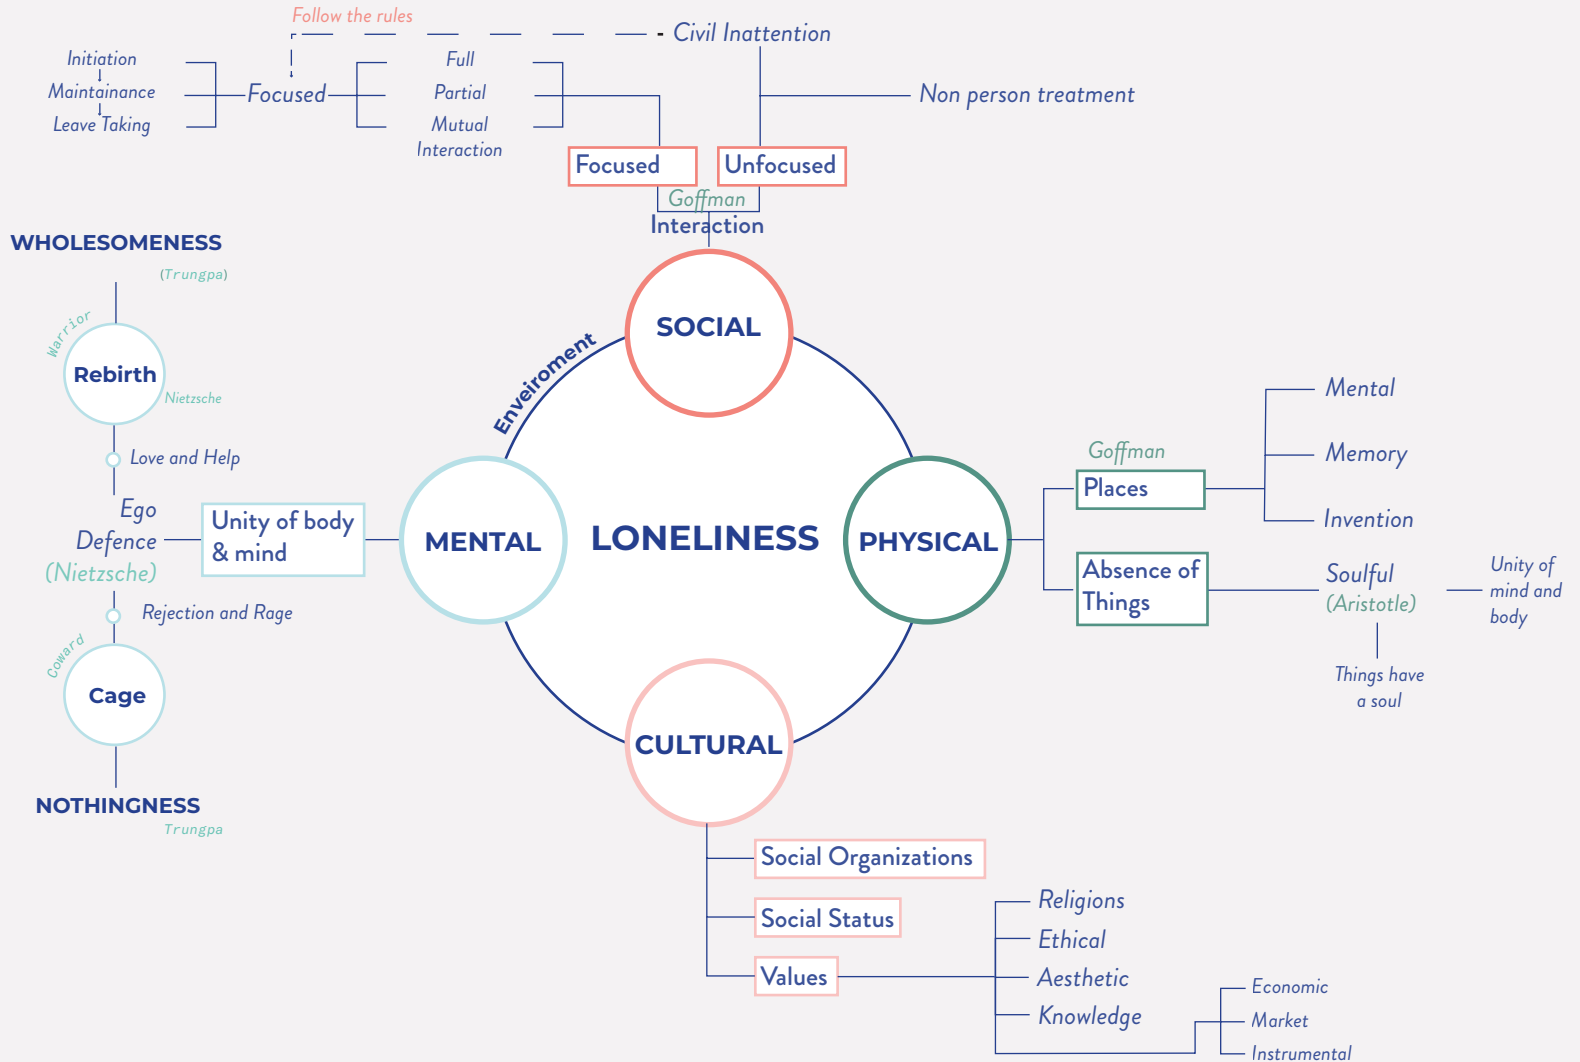 Follow the rules
Civil Inattention
Initiation
Maintainance
Leave Taking
Focused
Full
Partial
Mutual
Interaction
Non person treatment
Focused
Unfocused
Goffman
Interaction
WHOLESOMENESS
(Trungpa)
Warrior
Rebirth
Nietzsche
Love and Help
Ego
Defence
(Nietzsche)
Unity of body
& mind
Rejection and Rage
Coward
Cage
NOTHINGNESS
Trungpa
Enveiroment
SOCIAL
MENTAL
LONELINESS
PHYSICAL
CULTURAL
Goffman
Places
Mental
Memory
Invention
Absence of
Things
Soulful
(Aristotle)
Unity of
mind and
body
Things have
a soul
Social Organizations
Social Status
Values
Religions
Ethical
Aesthetic
Knowledge
Economic
Market
Instrumental